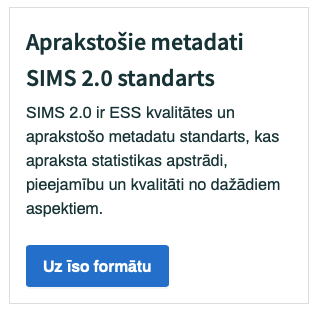 Aprakstošie metadati
SIMS 2.0 standarts
SIMS 2.0 ir ESS kvalitātes un
aprakstošo metadatu standarts, kas
apraksta statistikas apstrādi,
pieejamību un kvalitāti no dažādiem
aspektiem.
Uz īso formātu